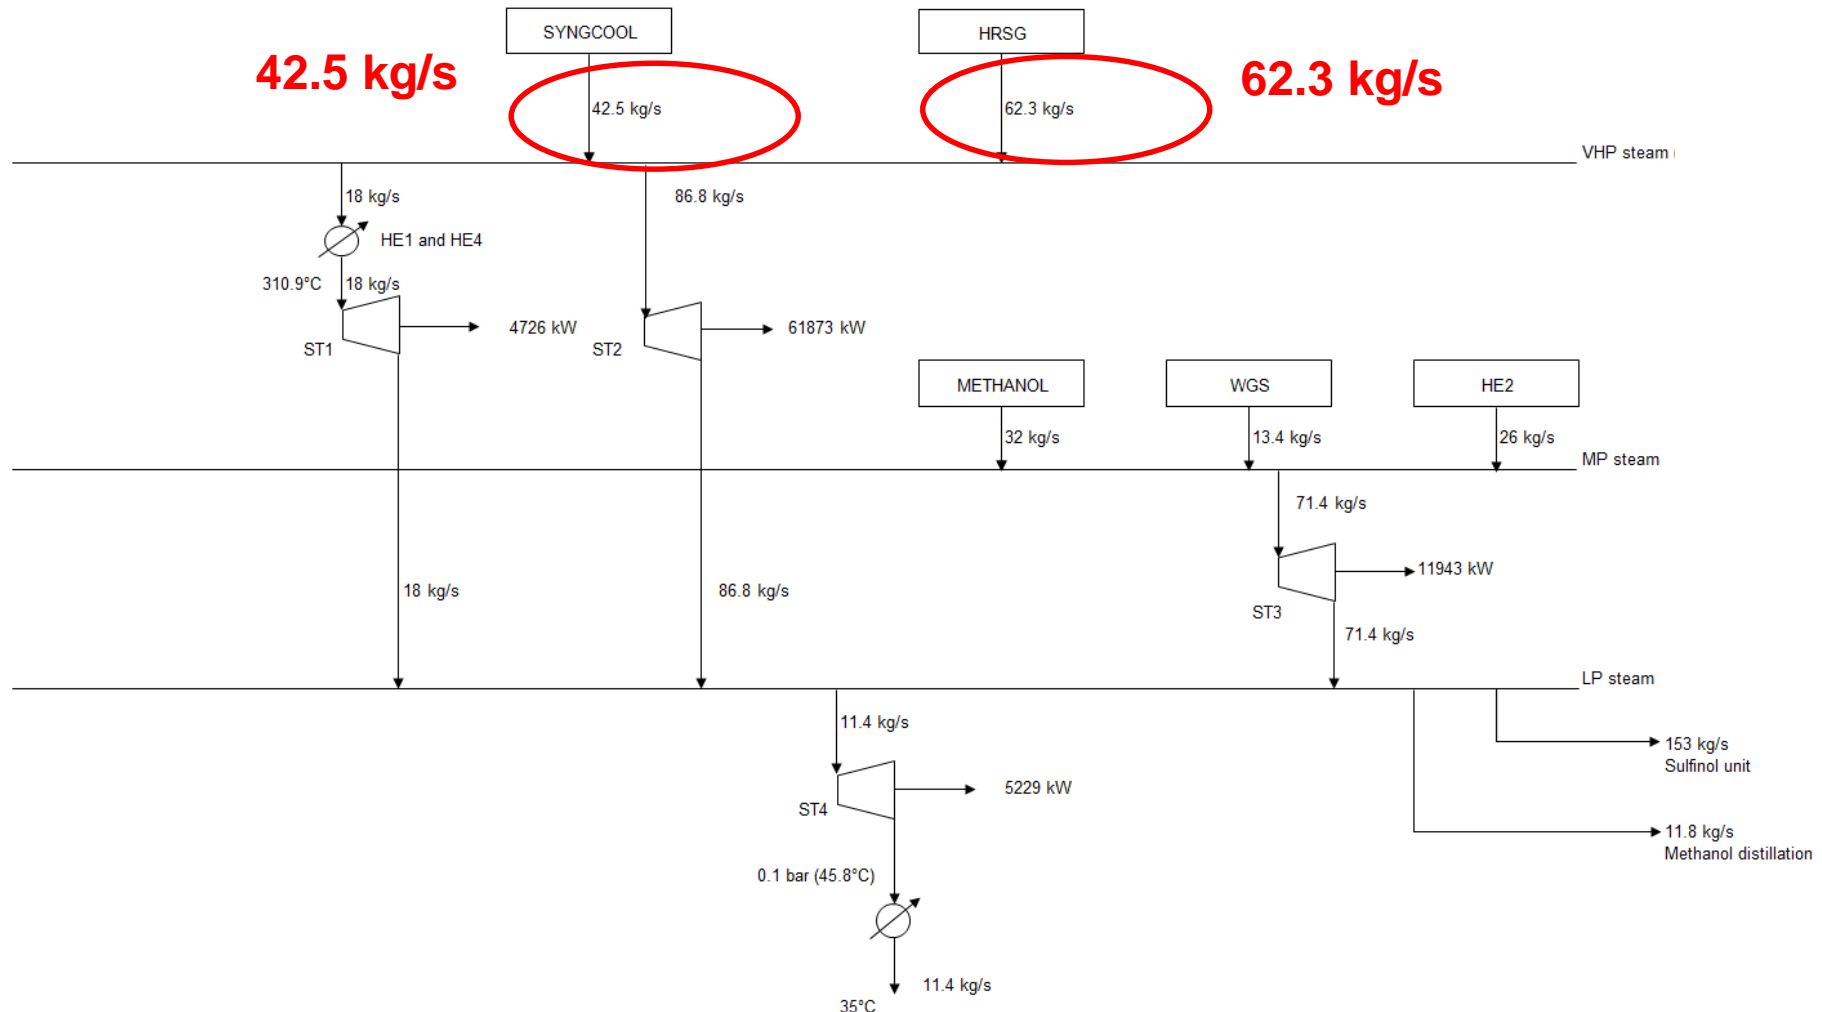 SYNGCOOL
HRSG
42.5 kg/s
62.3 kg/s
42.5 kg/s
62.3 kg/s
VHP steam
18 kg/s
86.8 kg/s
HE1 and HE4
310.9°C
18 kg/s
4726 kW
61873 kW
ST1
ST2
METHANOL
WGS
HE2
32 kg/s
13.4 kg/s
26 kg/s
MP steam
71.4 kg/s
11943 kW
18 kg/s
86.8 kg/s
ST3
71.4 kg/s
LP steam
11.4 kg/s
153 kg/s
Sulfinol unit
5229 kW
ST4
11.8 kg/s
Methanol distillation
0.1 bar (45.8°C)
11.4 kg/s
35°C